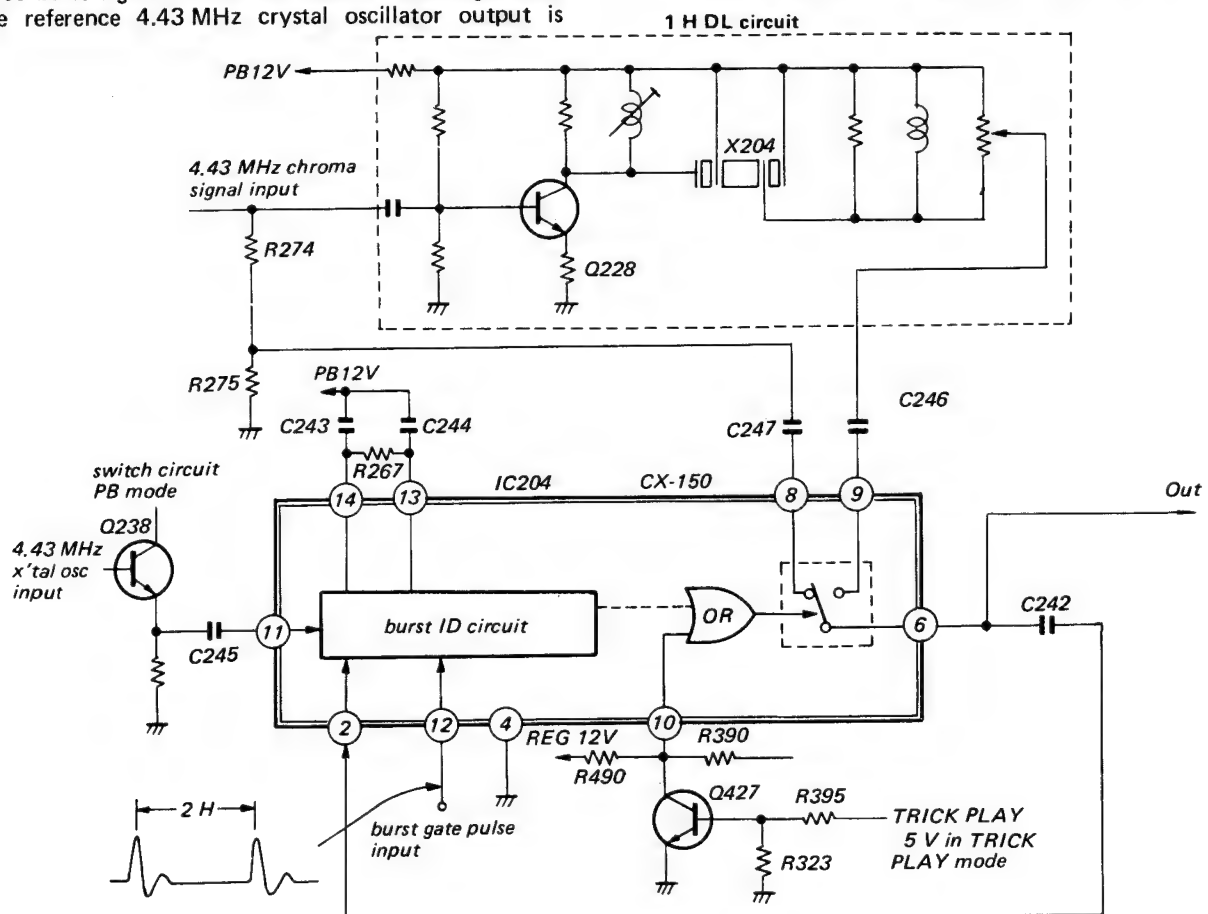 e reference 4.43 MHz crystal oscillator output is
1 H DL circuit
PB12V
X204
4.43 MHz chroma
signal input
R274
Q228
R275
PB12V
C243
C244
R267
C247
C246
switch circuit
PB mode
Q238
4.43 MHz
x'tal osc
input
C245
14
13
IC204
CX-150
8
9
Out
11
burst ID circuit
OR
6
C242
2
12
4
10
REG 12V
R490
R390
Q427
R395
TRICK PLAY
5 V in TRICK
PLAY mode
R323
2 H
burst gate pulse
input